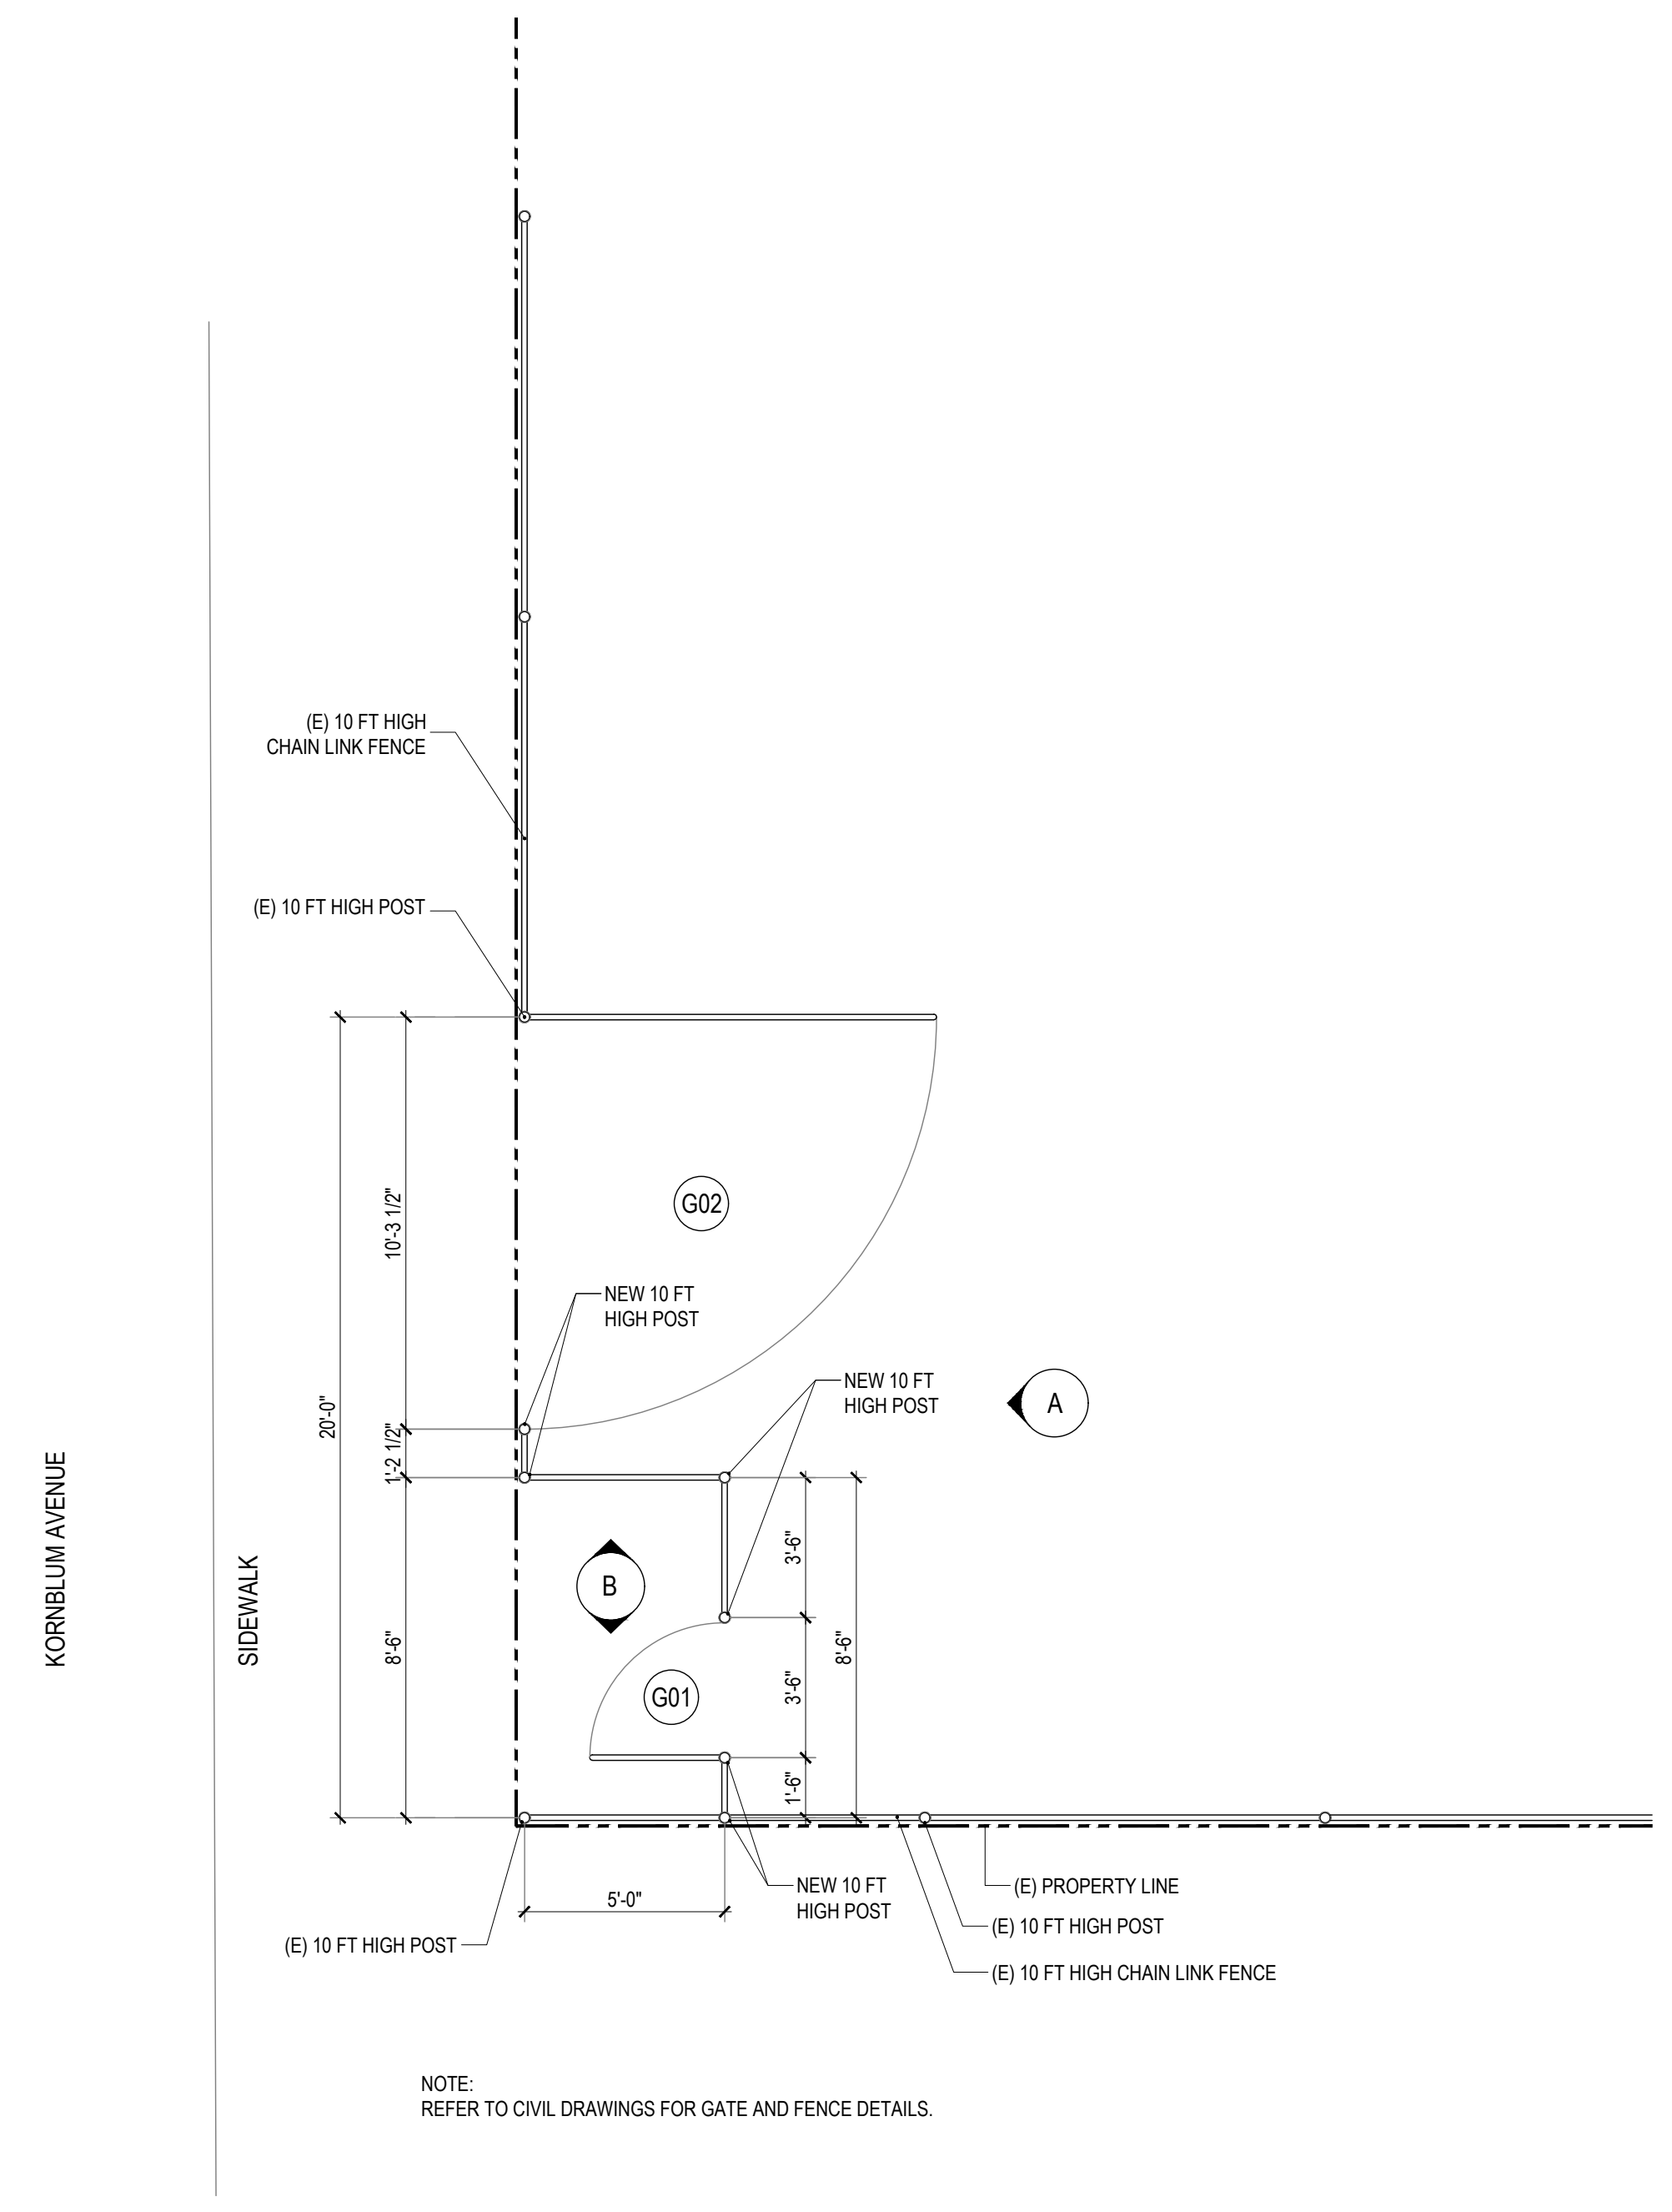 (E) 10 FT HIGH
CHAIN LINK FENCE
(E) 10 FT HIGH POST
10'-3 1/2"
G02
NEW 10 FT
HIGH POST
NEW 10 FT
HIGH POST
A
20'-0"
1'-2 1/2"
KORNBLUM AVENUE
SIDEWALK
8'-6"
B
3'-6"
8'-6"
G01
3'-6"
1'-6"
5'-0"
NEW 10 FT
HIGH POST
(E) PROPERTY LINE
(E) 10 FT HIGH POST
(E) 10 FT HIGH POST
(E) 10 FT HIGH CHAIN LINK FENCE
NOTE:
REFER TO CIVIL DRAWINGS FOR GATE AND FENCE DETAILS.